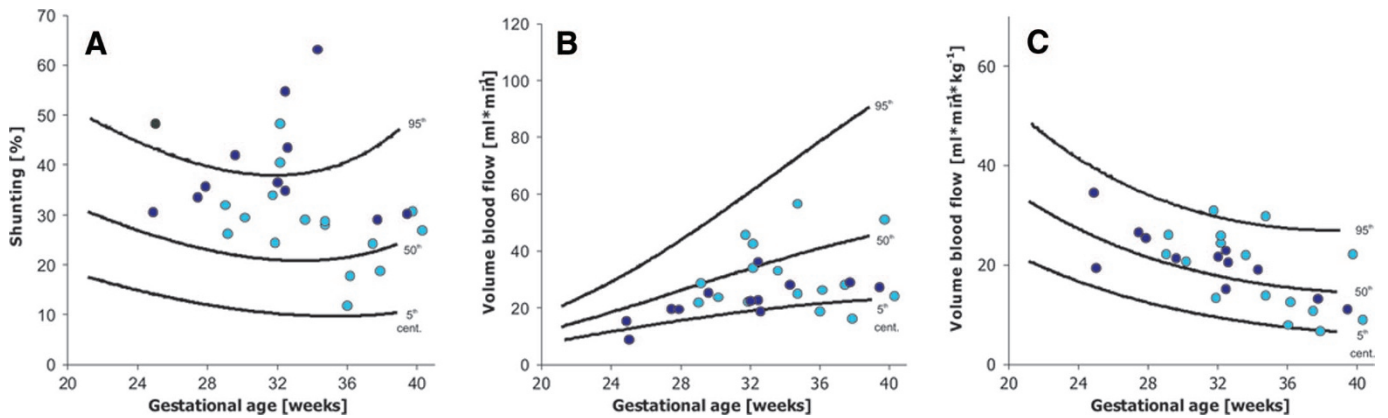 A
70
60
50
40
30
20
10
0
Shunting [%]
95th
50th
5th
cent.
20 24 28 32 36 40
Gestational age [weeks]
B
120
100
80
60
40
20
0
Volume blood flow [ml*min-1]
95th
50th
5th
cent.
20 24 28 32 36 40
Gestational age [weeks]
C
60
40
20
0
Volume blood flow [ml*min-1*kg-1]
95th
50th
5th
cent.
20 24 28 32 36 40
Gestational age [weeks]